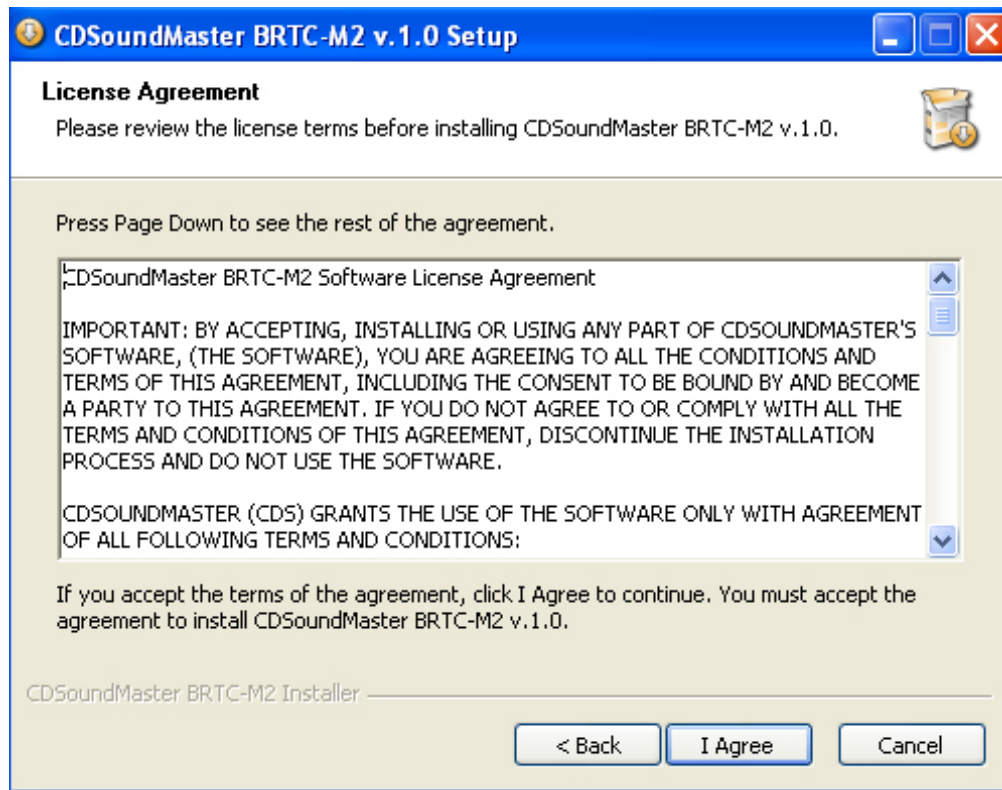 CDSoundMaster BRTC-M2 v.1.0 Setup
License Agreement
Please review the license terms before installing CDSoundMaster BRTC-M2 v.1.0.
Press Page Down to see the rest of the agreement.
CDSoundMaster BRTC-M2 Software License Agreement
IMPORTANT: BY ACCEPTING, INSTALLING OR USING ANY PART OF CDSOUNDMASTER'S
SOFTWARE, (THE SOFTWARE), YOU ARE AGREEING TO ALL THE CONDITIONS AND
TERMS OF THIS AGREEMENT, INCLUDING THE CONSENT TO BE BOUND BY AND BECOME
A PARTY TO THIS AGREEMENT. IF YOU DO NOT AGREE TO OR COMPLY WITH ALL THE
TERMS AND CONDITIONS OF THIS AGREEMENT, DISCONTINUE THE INSTALLATION
PROCESS AND DO NOT USE THE SOFTWARE.
CDSOUNDMASTER (CDS) GRANTS THE USE OF THE SOFTWARE ONLY WITH AGREEMENT
OF ALL FOLLOWING TERMS AND CONDITIONS:
If you accept the terms of the agreement, click I Agree to continue. You must accept the
agreement to install CDSoundMaster BRTC-M2 v.1.0.
CDSoundMaster BRTC-M2 Installer
< Back
I Agree
Cancel